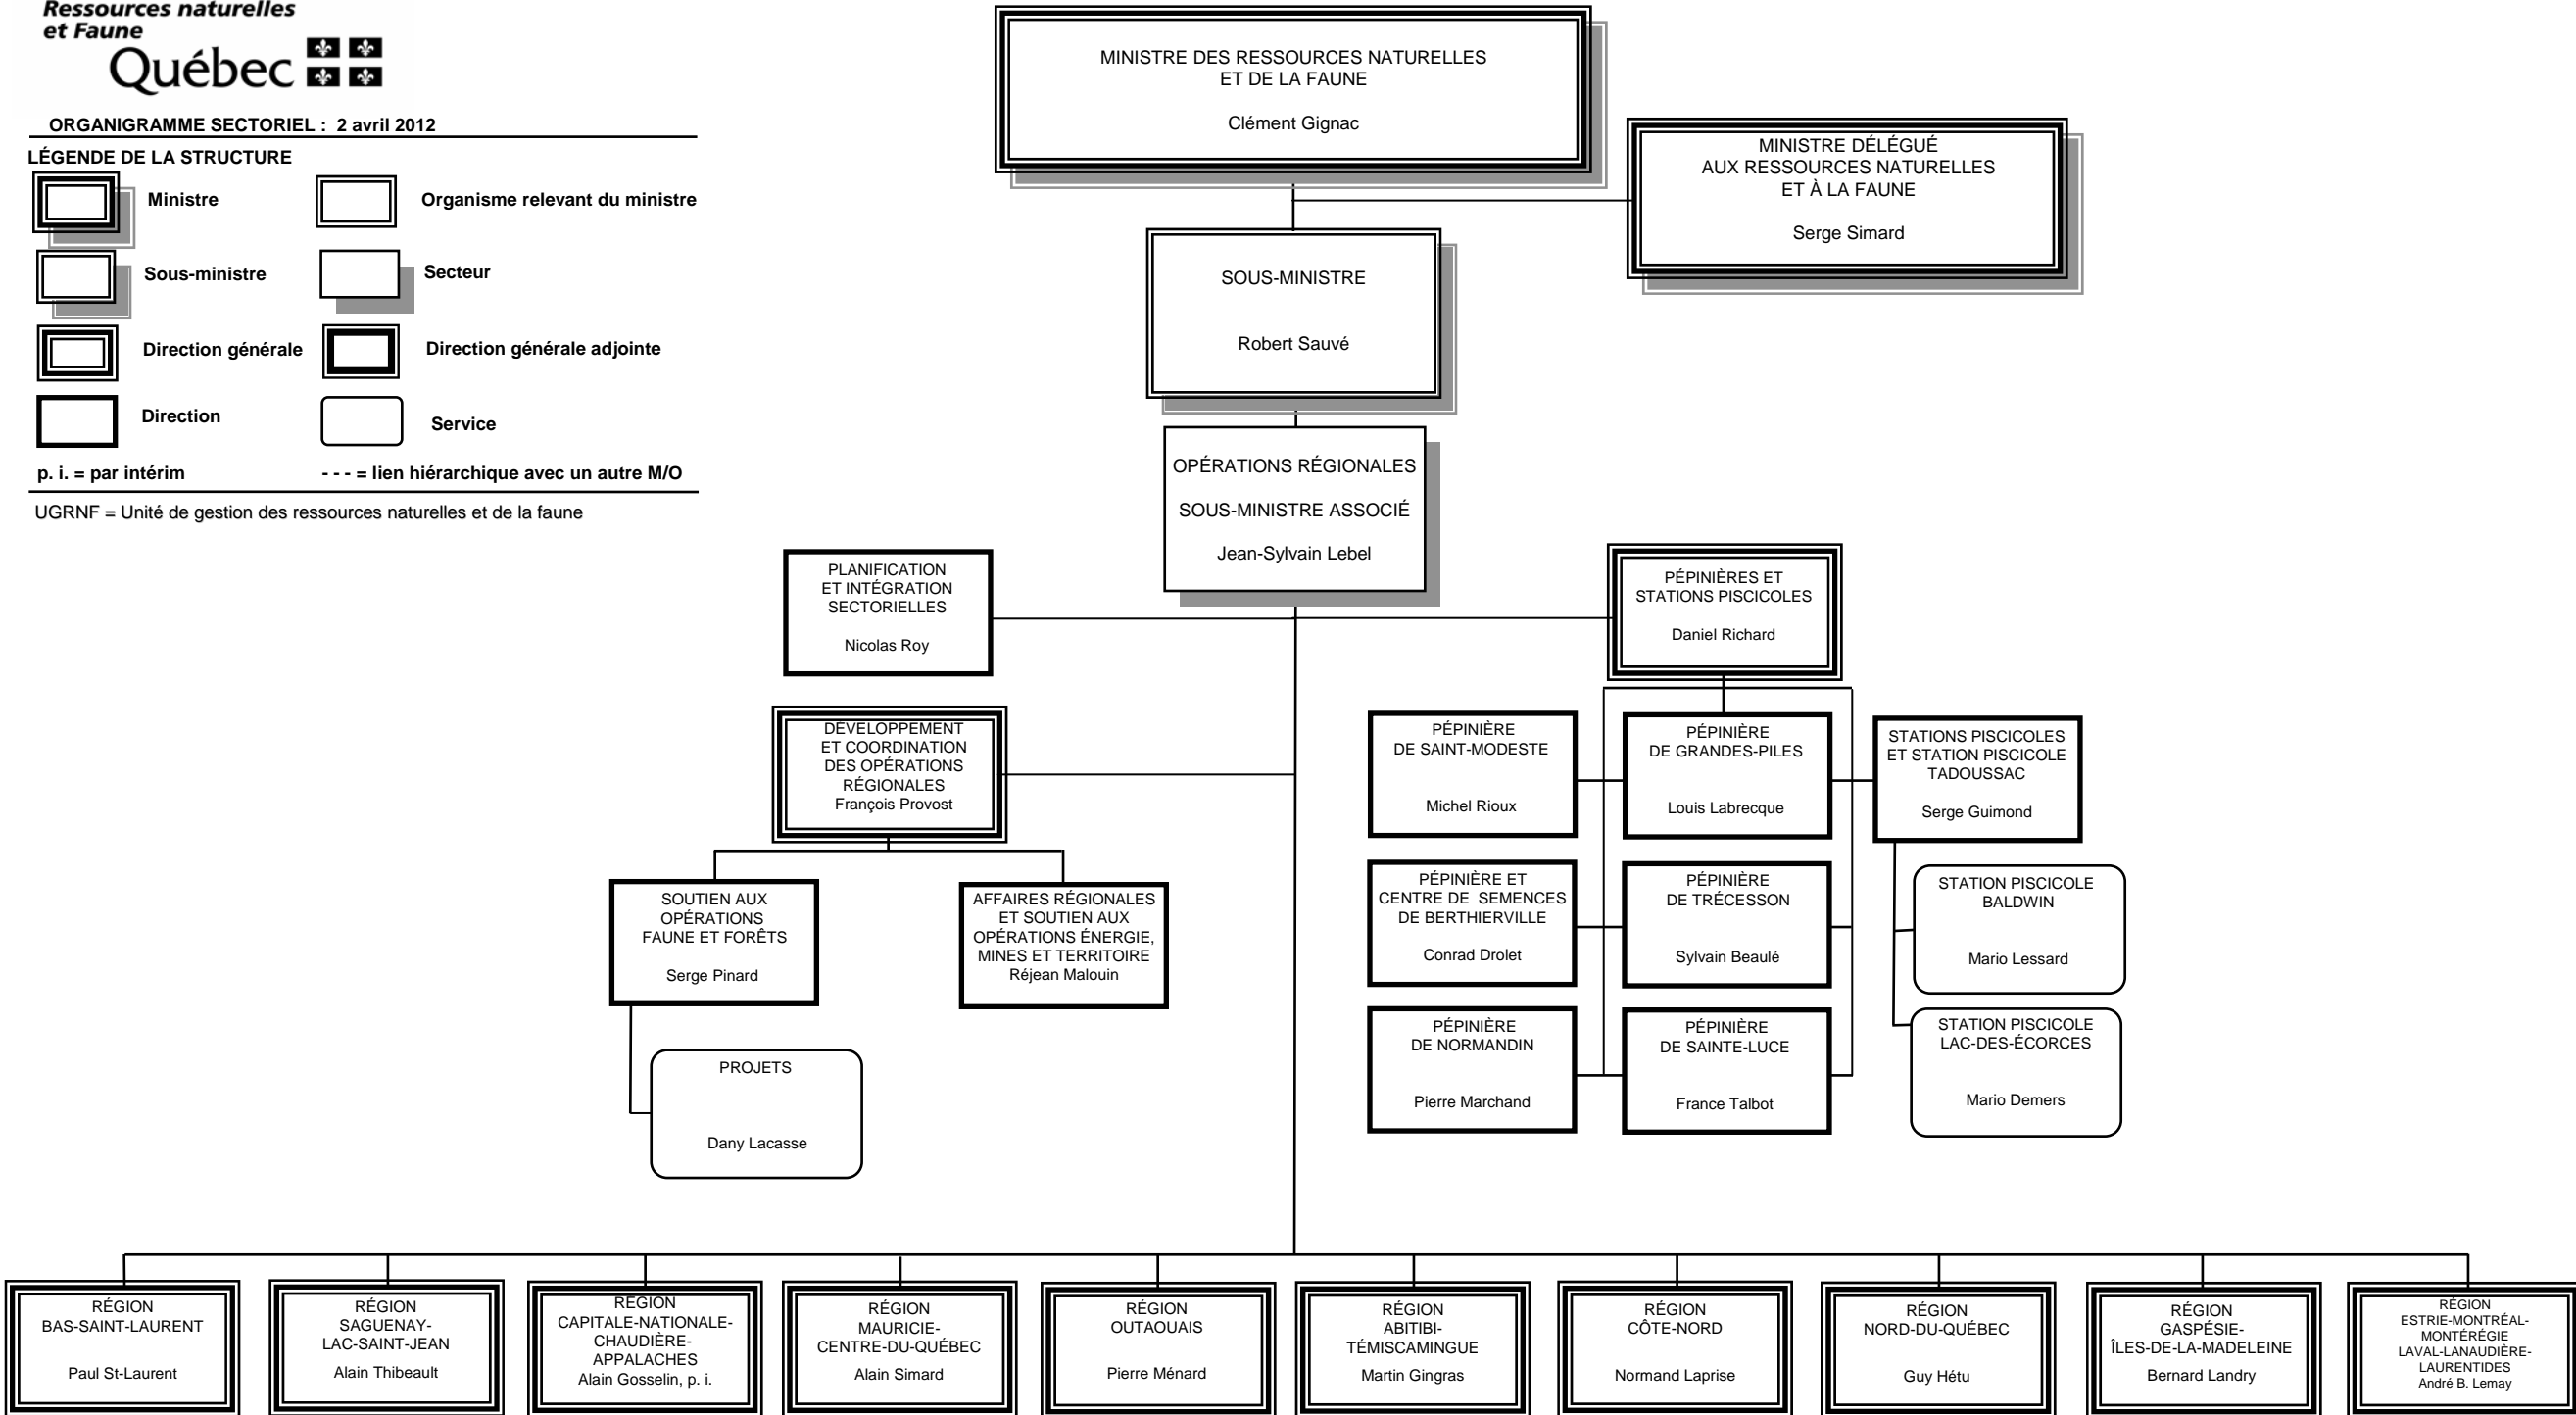 Ressources naturelles
et Faune
Québec
ORGANIGRAMME SECTORIEL : 2 avril 2012
LÉGENDE DE LA STRUCTURE
Ministre
Organisme relevant du ministre
Sous-ministre
Secteur
Direction générale
Direction générale adjointe
Direction
Service
p. i. = par intérim
- - - = lien hiérarchique avec un autre M/O
UGRNF = Unité de gestion des ressources naturelles et de la faune
MINISTRE DES RESSOURCES NATURELLES
ET DE LA FAUNE
Clément Gignac
MINISTRE DÉLÉGUÉ
AUX RESSOURCES NATURELLES
ET À LA FAUNE
Serge Simard
SOUS-MINISTRE
Robert Sauvé
OPÉRATIONS RÉGIONALES
SOUS-MINISTRE ASSOCIÉ
Jean-Sylvain Lebel
PLANIFICATION
ET INTÉGRATION
SECTORIELLES
Nicolas Roy
PÉPINIÈRES ET
STATIONS PISCICOLES
Daniel Richard
DÉVELOPPEMENT
ET COORDINATION
DES OPÉRATIONS
RÉGIONALES
François Provost
PÉPINIÈRE
DE SAINT-MODESTE
Michel Rioux
PÉPINIÈRE
DE GRANDES-PILES
Louis Labrecque
STATIONS PISCICOLES
ET STATION PISCICOLE
TADOUSSAC
Serge Guimond
SOUTIEN AUX
OPÉRATIONS
FAUNE ET FORÊTS
Serge Pinard
AFFAIRES RÉGIONALES
ET SOUTIEN AUX
OPÉRATIONS ÉNERGIE,
MINES ET TERRITOIRE
Réjean Malouin
PÉPINIÈRE ET
CENTRE DE SEMENCES
DE BERTHIERVILLE
Conrad Drolet
PÉPINIÈRE
DE TRÉCESSON
Sylvain Beaulé
STATION PISCICOLE
BALDWIN
Mario Lessard
PROJETS
Dany Lacasse
PÉPINIÈRE
DE NORMANDIN
Pierre Marchand
PÉPINIÈRE
DE SAINTE-LUCE
France Talbot
STATION PISCICOLE
LAC-DES-ÉCORCES
Mario Demers
RÉGION
BAS-SAINT-LAURENT
Paul St-Laurent
RÉGION
SAGUENAY-
LAC-SAINT-JEAN
Alain Thibeault
RÉGION
CAPITALE-NATIONALE-
CHAUDIÈRE-
APPALACHES
Alain Gosselin, p. i.
RÉGION
MAURICIE-
CENTRE-DU-QUÉBEC
Alain Simard
RÉGION
OUTAOUAIS
Pierre Ménard
RÉGION
ABITIBI-
TÉMISCAMINGUE
Martin Gingras
RÉGION
CÔTE-NORD
Normand Laprise
RÉGION
NORD-DU-QUÉBEC
Guy Hétu
RÉGION
GASPÉSIE-
ÎLES-DE-LA-MADELEINE
Bernard Landry
RÉGION
ESTRIE-MONTRÉAL-
MONTÉRÉGIE
LAVAL-LANAUDIÈRE-
LAURENTIDES
André B. Lemay